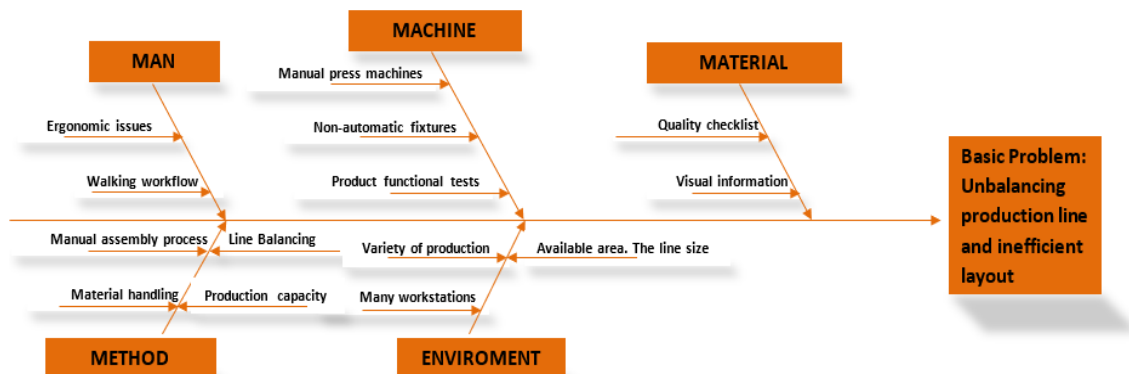 MACHINE
MAN
MATERIAL
Manual press machines
Ergonomic issues
Non-automatic fixtures
Quality checklist
Walking workflow
Product functional tests
Visual information
Basic Problem:
Unbalancing
production line
and inefficient
layout
Manual assembly process
Line Balancing
Variety of production
Available area. The line size
Material handling
Production capacity
Many workstations
METHOD
ENVIROMENT